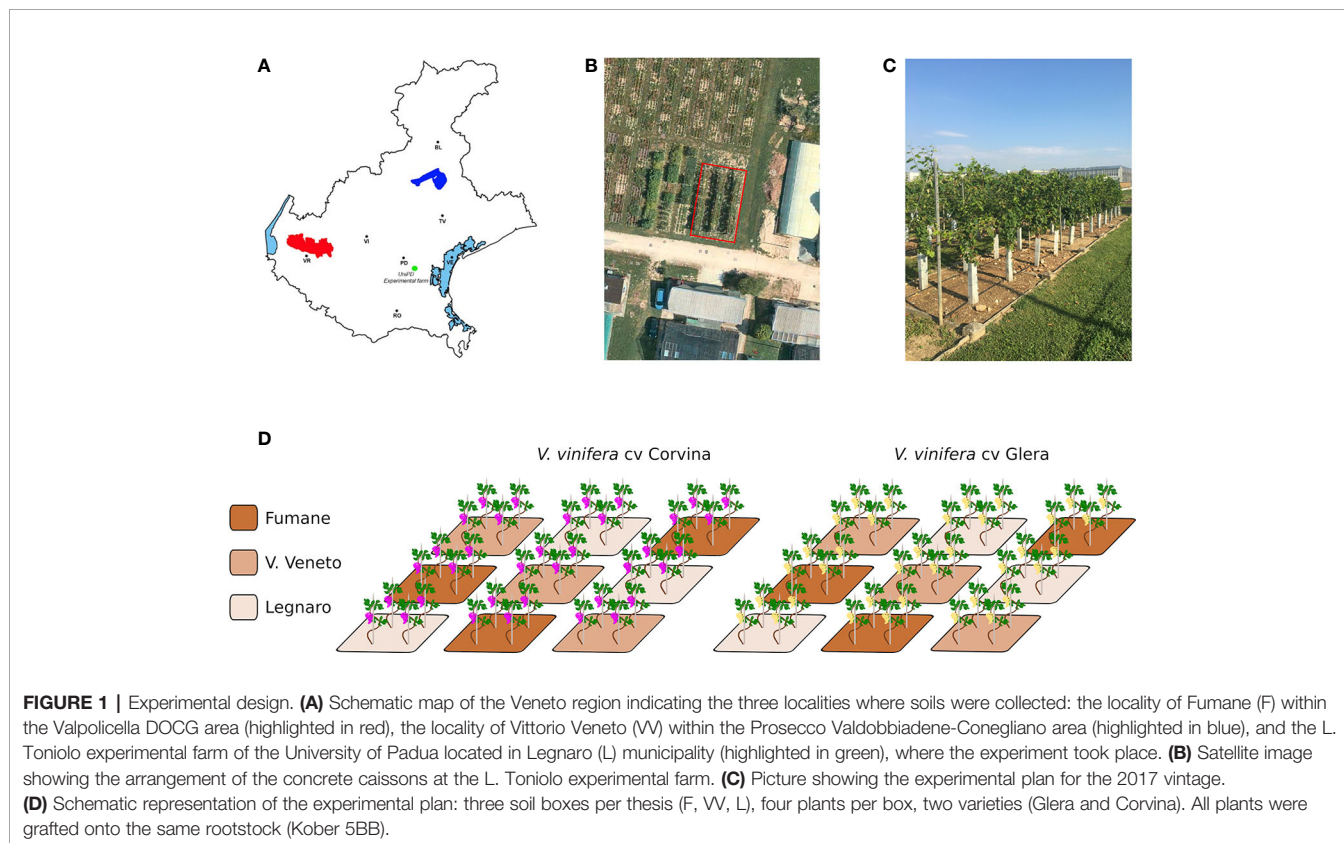 A
B
C
BL
TV
VI
VR
PD
VE
UniPD
Experimental farm
RO
D
V. vinifera cv Corvina
V. vinifera cv Glera
Fumane
V. Veneto
Legnaro
FIGURE 1 | Experimental design. (A) Schematic map of the Veneto region indicating the three localities where soils were collected: the locality of Fumane (F) within
the Valpolicella DOCG area (highlighted in red), the locality of Vittorio Veneto (VV) within the Prosecco Valdobbiadene-Conegliano area (highlighted in blue), and the L.
Toniolo experimental farm of the University of Padua located in Legnaro (L) municipality (highlighted in green), where the experiment took place. (B) Satellite image
showing the arrangement of the concrete caissons at the L. Toniolo experimental farm. (C) Picture showing the experimental plan for the 2017 vintage.
(D) Schematic representation of the experimental plan: three soil boxes per thesis (F, VV, L), four plants per box, two varieties (Glera and Corvina). All plants were
grafted onto the same rootstock (Kober 5BB).